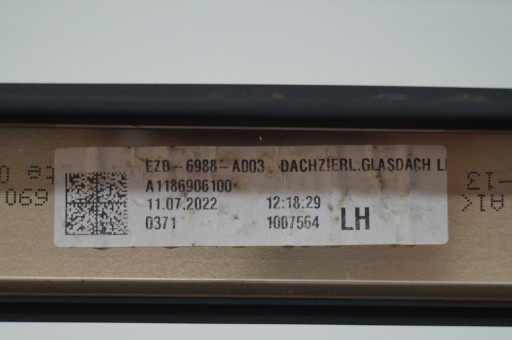 EZB-6988-A003 DACHZIERL.GLASDACH L
A1186906100
11.07.2022 12:18:29
0371 1007564 LH